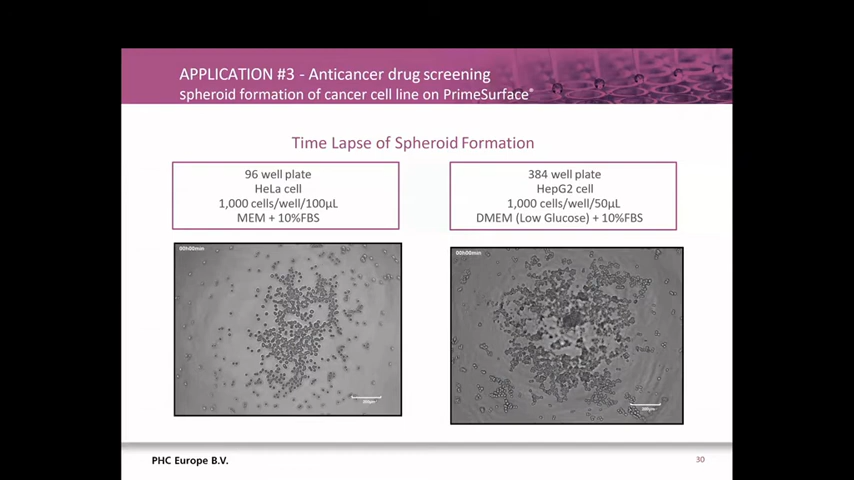 APPLICATION #3 - Anticancer drug screening
spheroid formation of cancer cell line on PrimeSurface®
Time Lapse of Spheroid Formation
96 well plate
HeLa cell
1,000 cells/well/100µL
MEM + 10%FBS
384 well plate
HepG2 cell
1,000 cells/well/50µL
DMEM (Low Glucose) + 10%FBS
00h00min
00h00min
PHC Europe B.V.
30